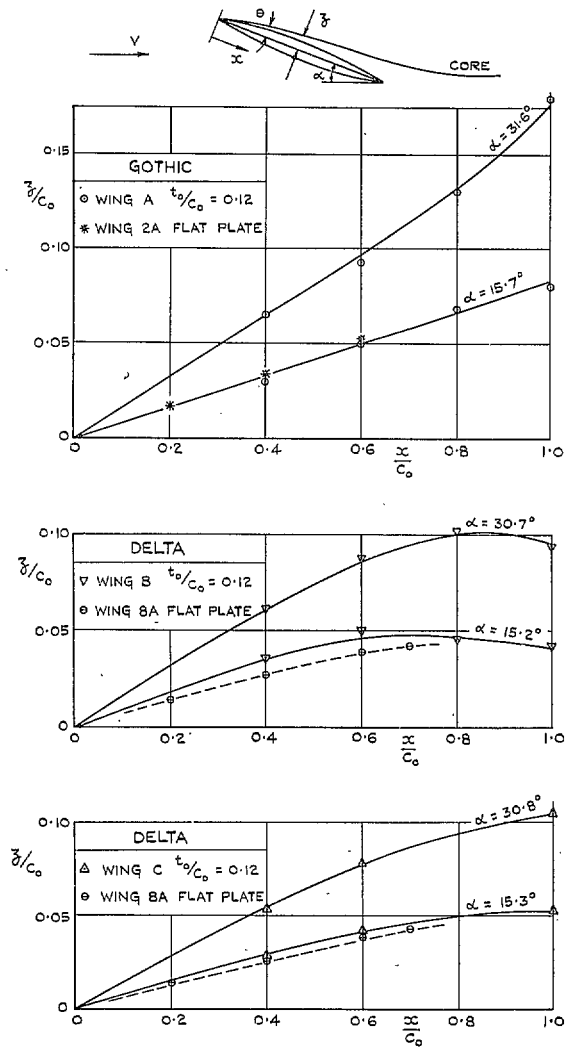 θ
ʒ
V
x
α
CORE
ʒ/c₀
0.15
0.10
0.05
0
GOTHIC
⊙ WING A t₀/c₀ = 0.12
* WING 2A FLAT PLATE
α = 31.6°
α = 15.7°
0 0.2 0.4 0.6 x/c₀ 0.8 1.0
ʒ/c₀
0.10
0.05
0
DELTA
▽ WING B t₀/c₀ = 0.12
⊖ WING 8A FLAT PLATE
α = 30.7°
α = 15.2°
0.2 0.4 0.6 x/c₀ 0.8 1.0
ʒ/c₀
0.10
0.05
0
DELTA
△ WING C t₀/c₀ = 0.12
⊖ WING 8A FLAT PLATE
α = 30.8°
α = 15.3°
0.2 0.4 0.6 x/c₀ 0.8 1.0